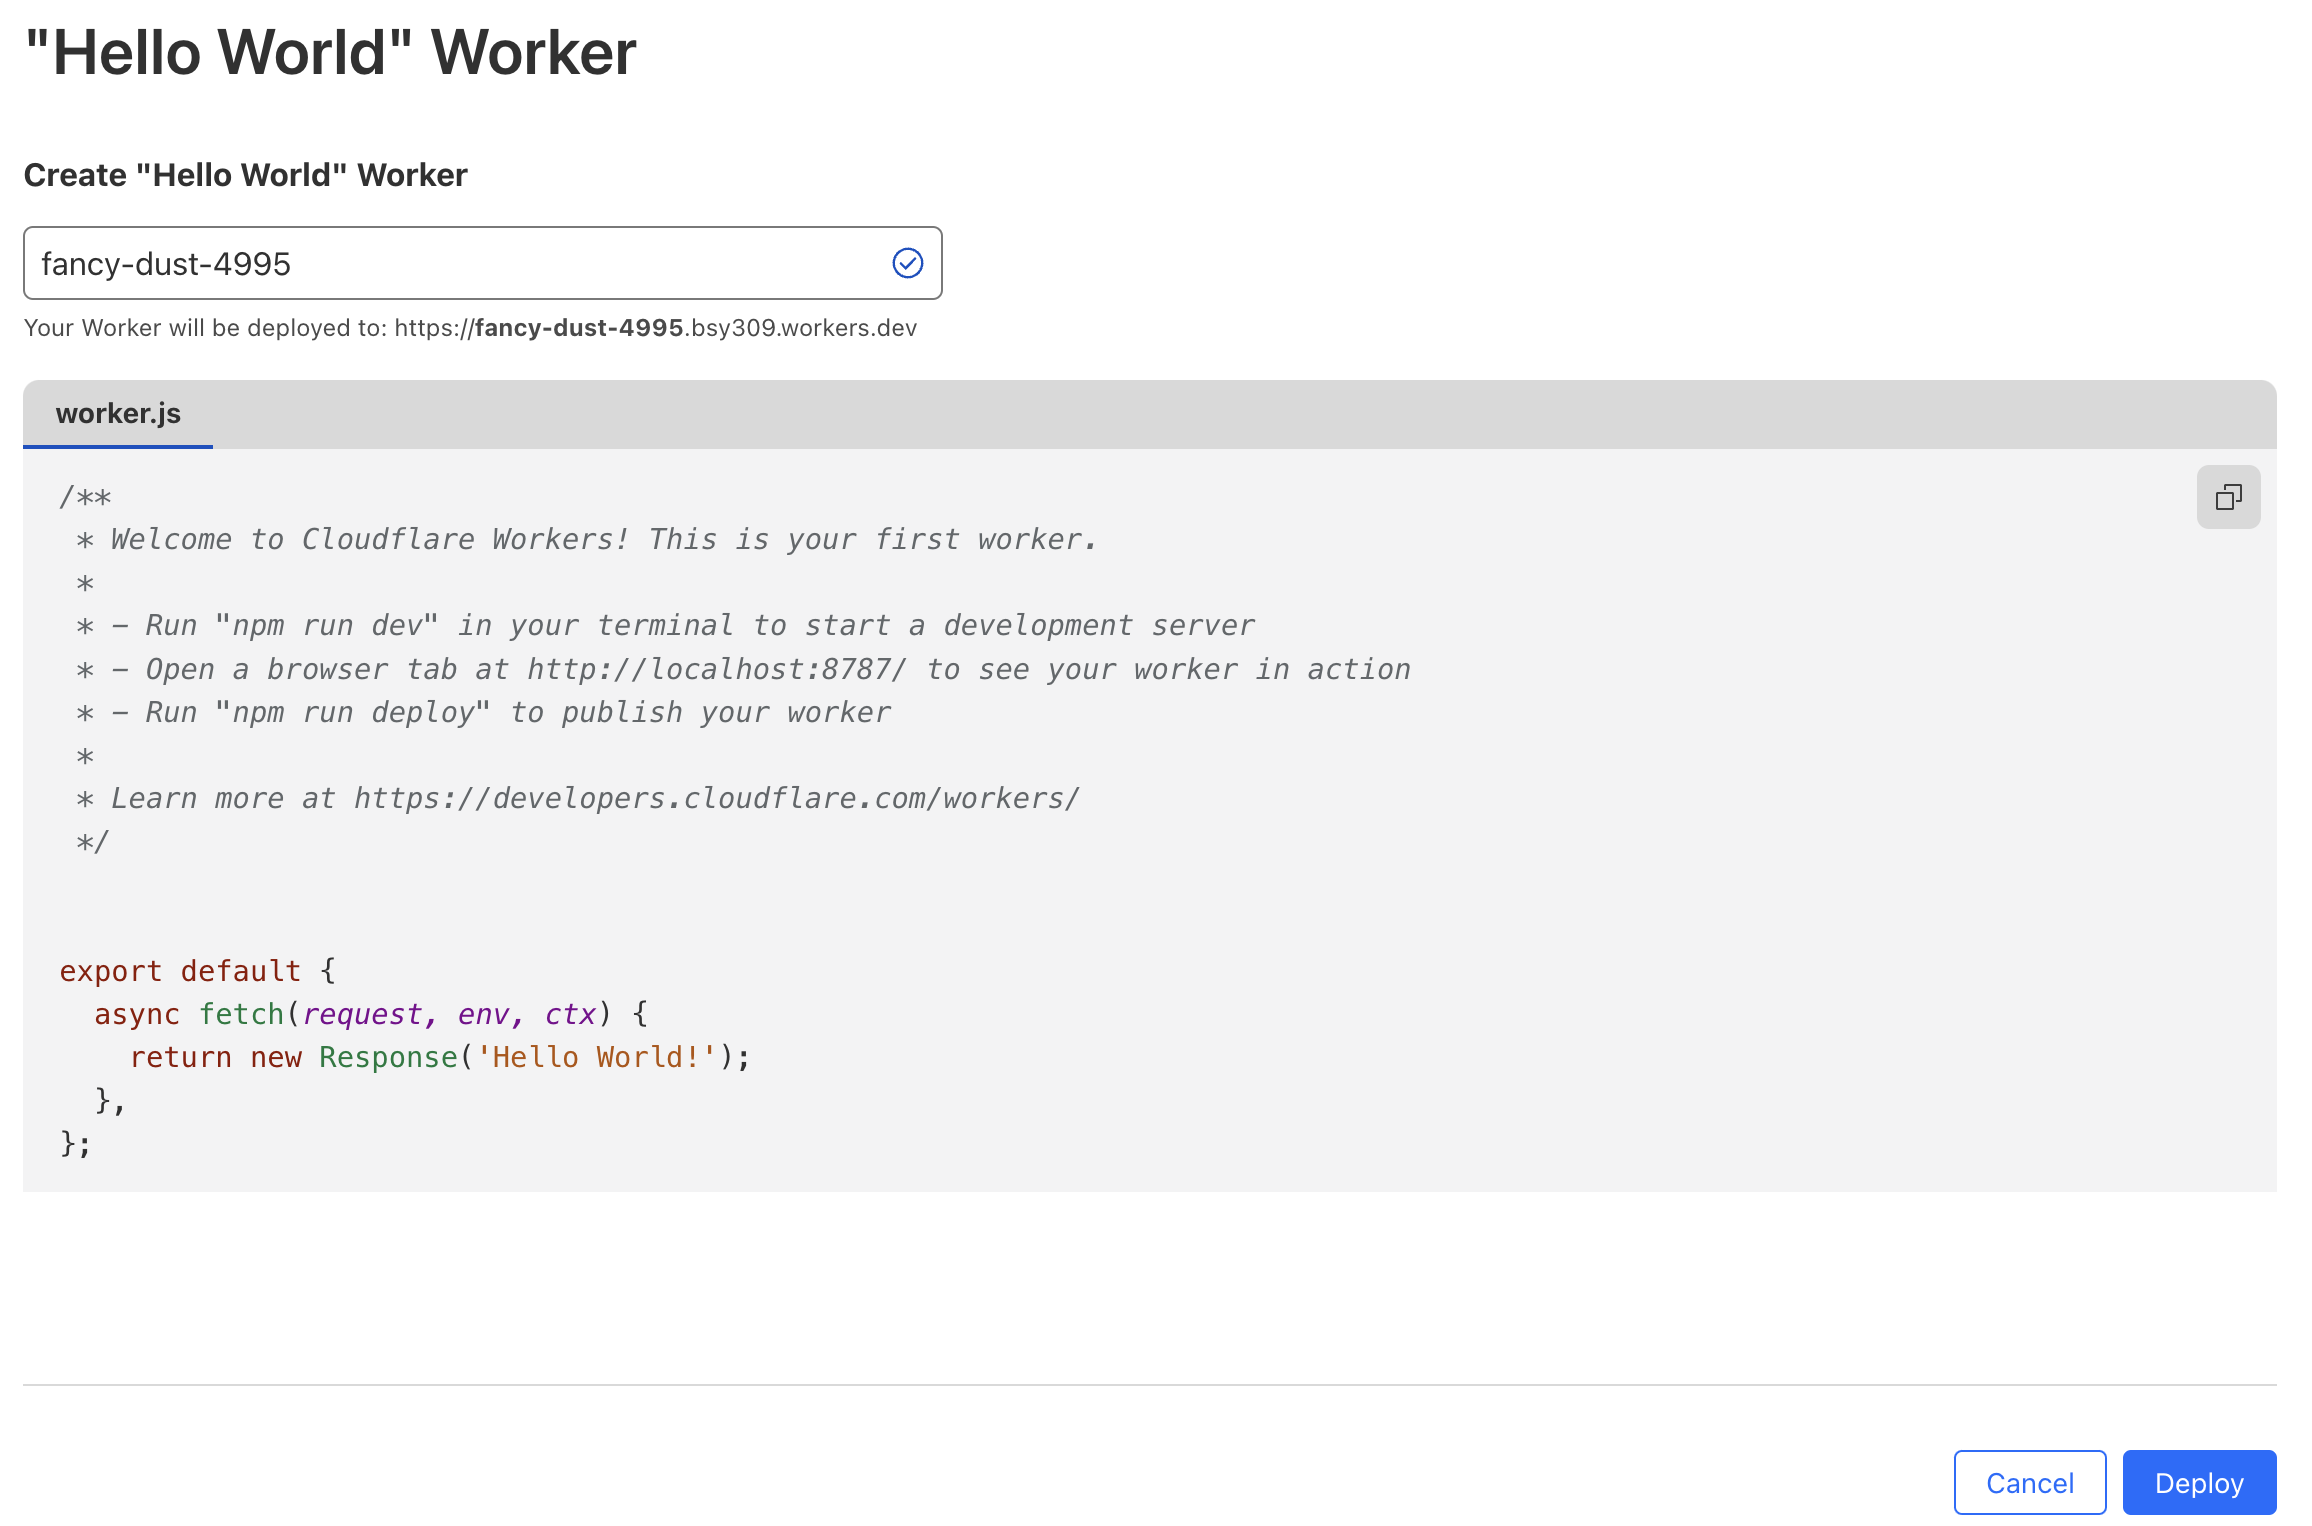 "Hello World" Worker
Create "Hello World" Worker
fancy-dust-4995
Your Worker will be deployed to: https://fancy-dust-4995.bsy309.workers.dev
worker.js
/**
 * Welcome to Cloudflare Workers! This is your first worker.
 *
 * - Run "npm run dev" in your terminal to start a development server
 * - Open a browser tab at http://localhost:8787/ to see your worker in action
 * - Run "npm run deploy" to publish your worker
 *
 * Learn more at https://developers.cloudflare.com/workers/
 */
export default {
  async fetch(request, env, ctx) {
    return new Response('Hello World!');
  },
};
Cancel
Deploy